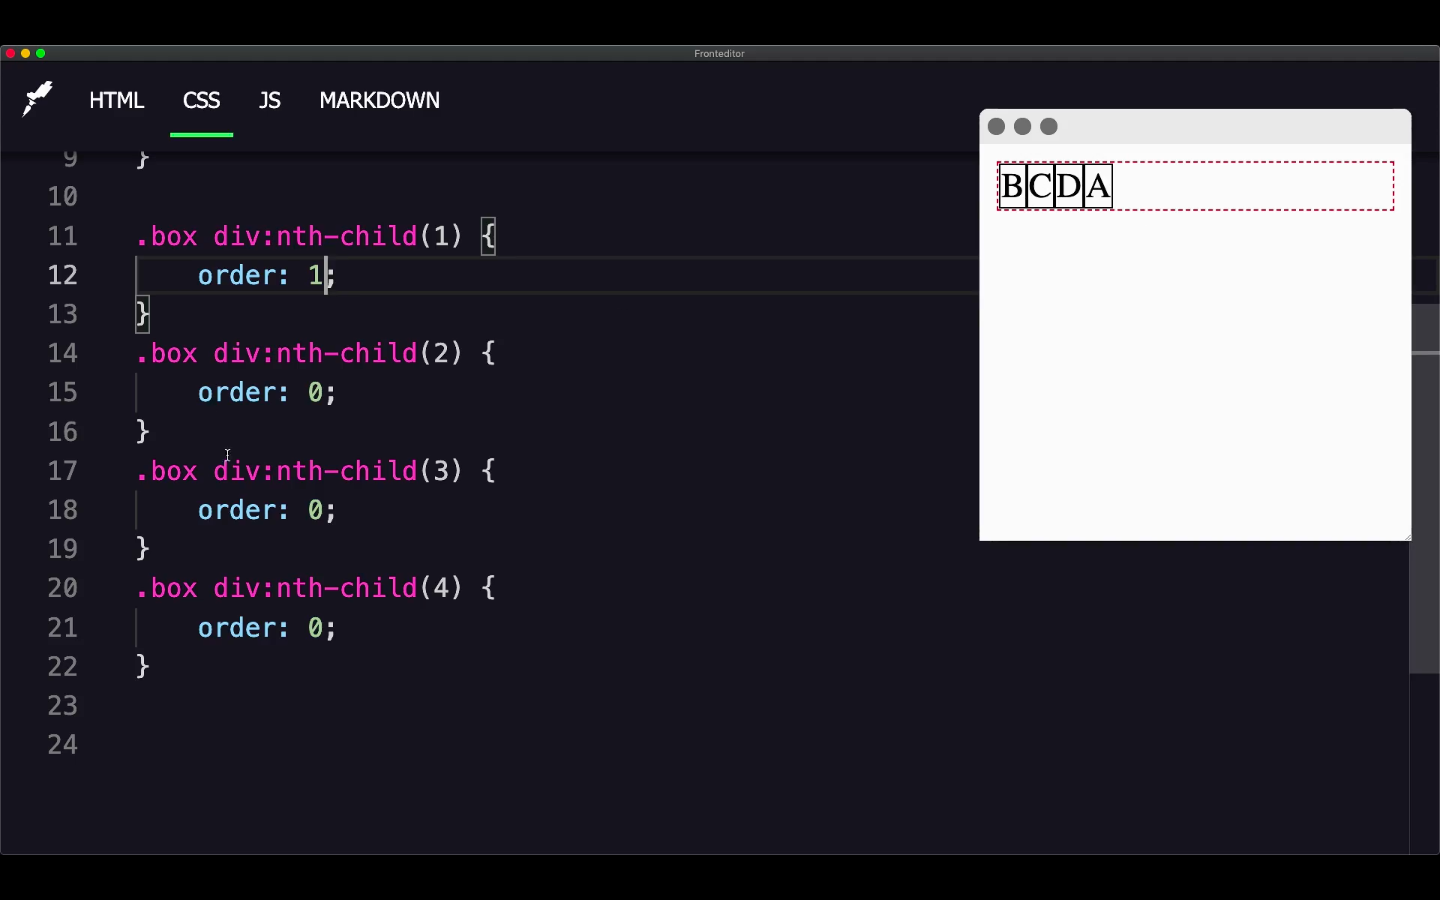 Fronteditor
HTML CSS JS MARKDOWN
9 }
10
11 .box div:nth-child(1) {
12 order: 1;
13 }
14 .box div:nth-child(2) {
15 order: 0;
16 }
17 .box div:nth-child(3) {
18 order: 0;
19 }
20 .box div:nth-child(4) {
21 order: 0;
22 }
23
24
BCDA